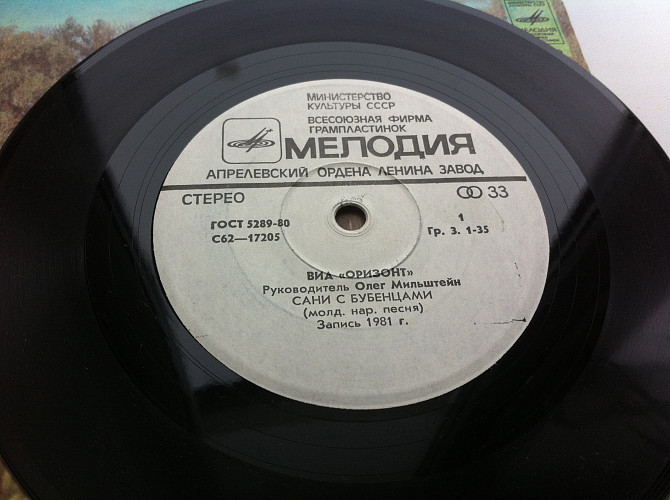 МИНИСТЕРСТВО
КУЛЬТУРЫ СССР
ВСЕСОЮЗНАЯ ФИРМА
ГРАМПЛАСТИНОК
МЕЛОДИЯ
АПРЕЛЕВСКИЙ ОРДЕНА ЛЕНИНА ЗАВОД
СТЕРЕО 33
ГОСТ 5289-80 1
С62—17205 Гр. 3. 1-35
ВИА «ОРИЗОНТ»
Руководитель Олег Мильштейн
САНИ С БУБЕНЦАМИ
(молд. нар. песня)
Запись 1981 г.
МЕЛОДИЯ